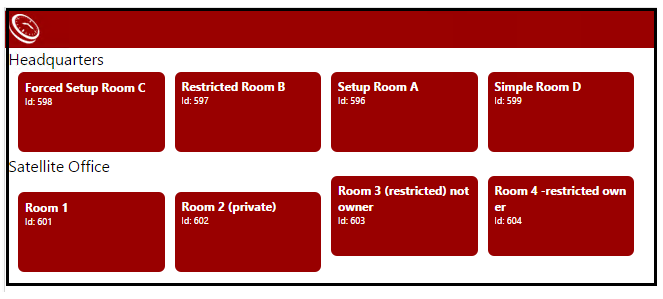 Headquarters
Forced Setup Room C
Id: 598
Restricted Room B
Id: 597
Setup Room A
Id: 596
Simple Room D
Id: 599
Satellite Office
Room 1
Id: 601
Room 2 (private)
Id: 602
Room 3 (restricted) not
owner
Id: 603
Room 4 -restricted own
er
Id: 604